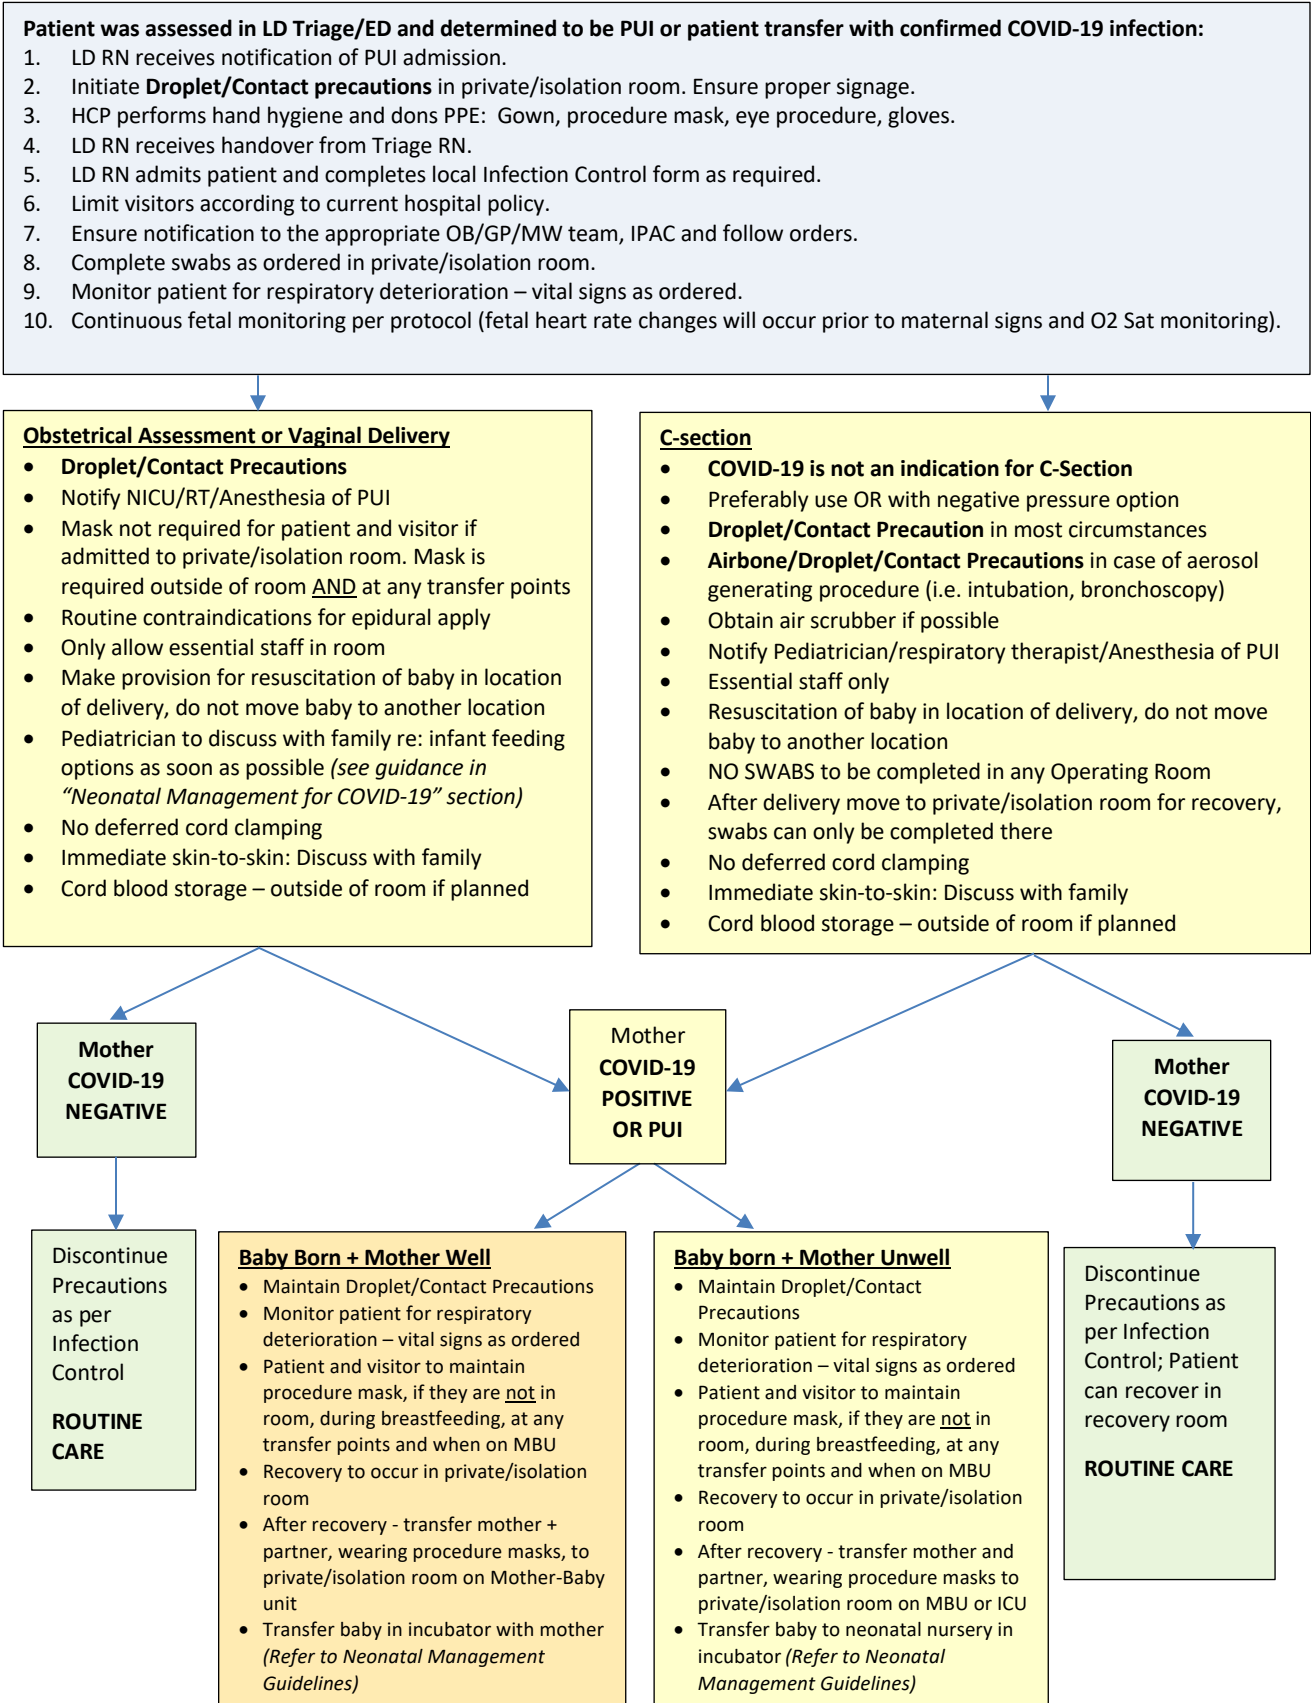 Patient was assessed in LD Triage/ED and determined to be PUI or patient transfer with confirmed COVID-19 infection:
1. LD RN receives notification of PUI admission.
2. Initiate Droplet/Contact precautions in private/isolation room. Ensure proper signage.
3. HCP performs hand hygiene and dons PPE: Gown, procedure mask, eye procedure, gloves.
4. LD RN receives handover from Triage RN.
5. LD RN admits patient and completes local Infection Control form as required.
6. Limit visitors according to current hospital policy.
7. Ensure notification to the appropriate OB/GP/MW team, IPAC and follow orders.
8. Complete swabs as ordered in private/isolation room.
9. Monitor patient for respiratory deterioration – vital signs as ordered.
10. Continuous fetal monitoring per protocol (fetal heart rate changes will occur prior to maternal signs and O2 Sat monitoring).
Obstetrical Assessment or Vaginal Delivery
• Droplet/Contact Precautions
• Notify NICU/RT/Anesthesia of PUI
• Mask not required for patient and visitor if
admitted to private/isolation room. Mask is
required outside of room AND at any transfer points
• Routine contraindications for epidural apply
• Only allow essential staff in room
• Make provision for resuscitation of baby in location
of delivery, do not move baby to another location
• Pediatrician to discuss with family re: infant feeding
options as soon as possible (see guidance in
“Neonatal Management for COVID-19” section)
• No deferred cord clamping
• Immediate skin-to-skin: Discuss with family
• Cord blood storage – outside of room if planned
C-section
• COVID-19 is not an indication for C-Section
• Preferably use OR with negative pressure option
• Droplet/Contact Precaution in most circumstances
• Airbone/Droplet/Contact Precautions in case of aerosol
generating procedure (i.e. intubation, bronchoscopy)
• Obtain air scrubber if possible
• Notify Pediatrician/respiratory therapist/Anesthesia of PUI
• Essential staff only
• Resuscitation of baby in location of delivery, do not move
baby to another location
• NO SWABS to be completed in any Operating Room
• After delivery move to private/isolation room for recovery,
swabs can only be completed there
• No deferred cord clamping
• Immediate skin-to-skin: Discuss with family
• Cord blood storage – outside of room if planned
Mother
COVID-19
NEGATIVE
Mother
COVID-19
POSITIVE
OR PUI
Mother
COVID-19
NEGATIVE
Discontinue
Precautions
as per
Infection
Control
ROUTINE
CARE
Baby Born + Mother Well
• Maintain Droplet/Contact Precautions
• Monitor patient for respiratory
deterioration – vital signs as ordered
• Patient and visitor to maintain
procedure mask, if they are not in
room, during breastfeeding, at any
transfer points and when on MBU
• Recovery to occur in private/isolation
room
• After recovery - transfer mother +
partner, wearing procedure masks, to
private/isolation room on Mother-Baby
unit
• Transfer baby in incubator with mother
(Refer to Neonatal Management
Guidelines)
Baby born + Mother Unwell
• Maintain Droplet/Contact
Precautions
• Monitor patient for respiratory
deterioration – vital signs as ordered
• Patient and visitor to maintain
procedure mask, if they are not in
room, during breastfeeding, at any
transfer points and when on MBU
• Recovery to occur in private/isolation
room
• After recovery - transfer mother and
partner, wearing procedure masks to
private/isolation room on MBU or ICU
• Transfer baby to neonatal nursery in
incubator (Refer to Neonatal
Management Guidelines)
Discontinue
Precautions as
per Infection
Control; Patient
can recover in
recovery room
ROUTINE CARE